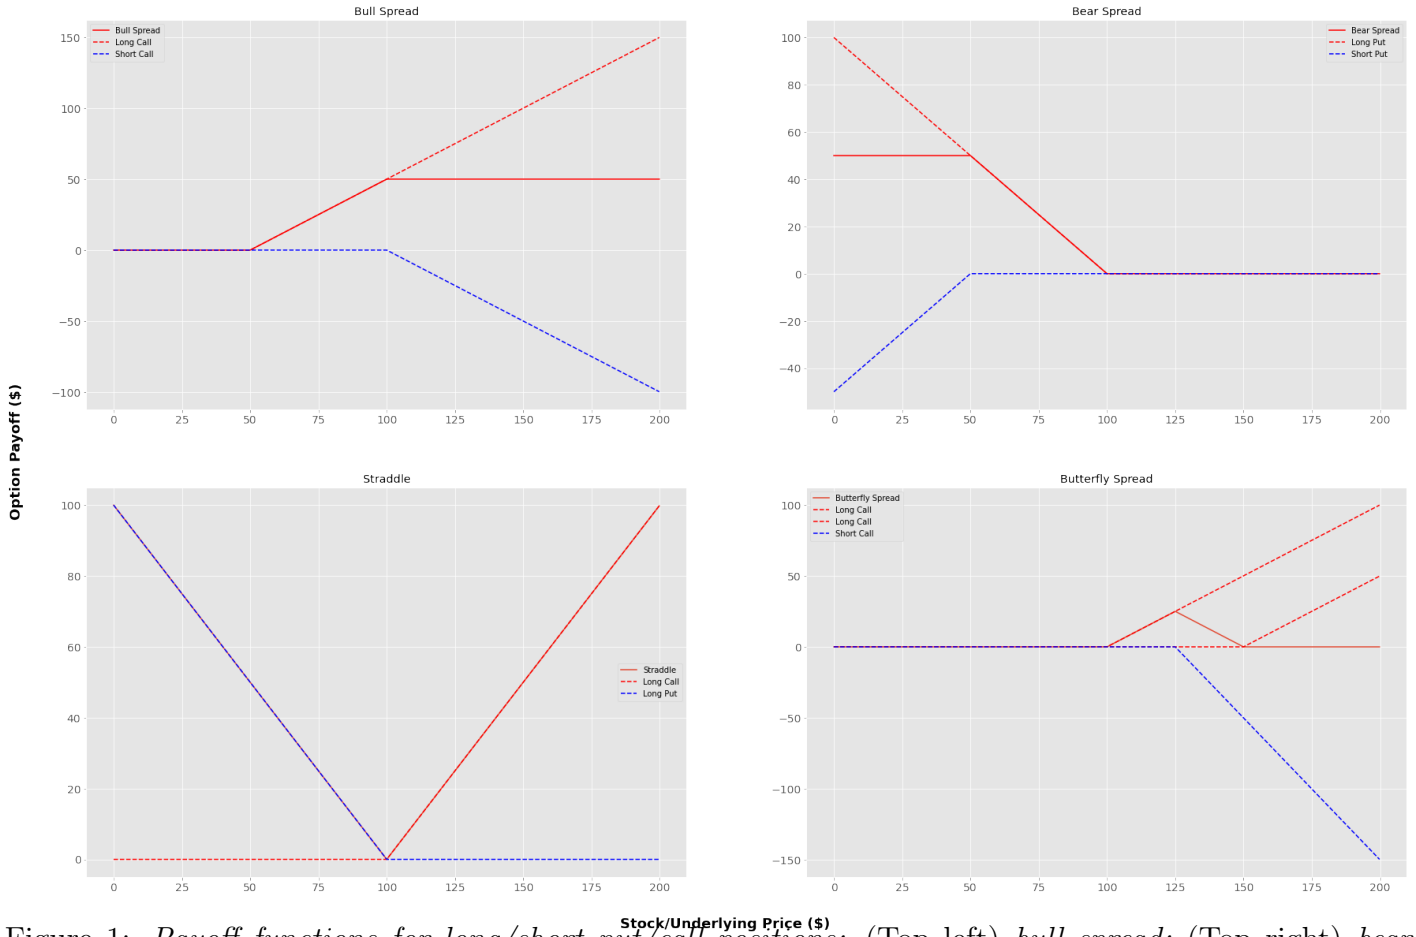 Bull Spread
Bull Spread
Long Call
Short Call
150
100
50
0
−50
−100
0 25 50 75 100 125 150 175 200
Bear Spread
Bear Spread
Long Put
Short Put
100
80
60
40
20
0
−20
−40
0 25 50 75 100 125 150 175 200
Option Payoff ($)
Straddle
100
80
60
40
20
0
Straddle
Long Call
Long Put
0 25 50 75 100 125 150 175 200
Butterfly Spread
Butterfly Spread
Long Call
Long Call
Short Call
100
50
0
−50
−100
−150
0 25 50 75 100 125 150 175 200
Stock/Underlying Price ($)
Figure 1: Payoff functions for long/short put/call positions: (Top left) bull spread; (Top right) bear